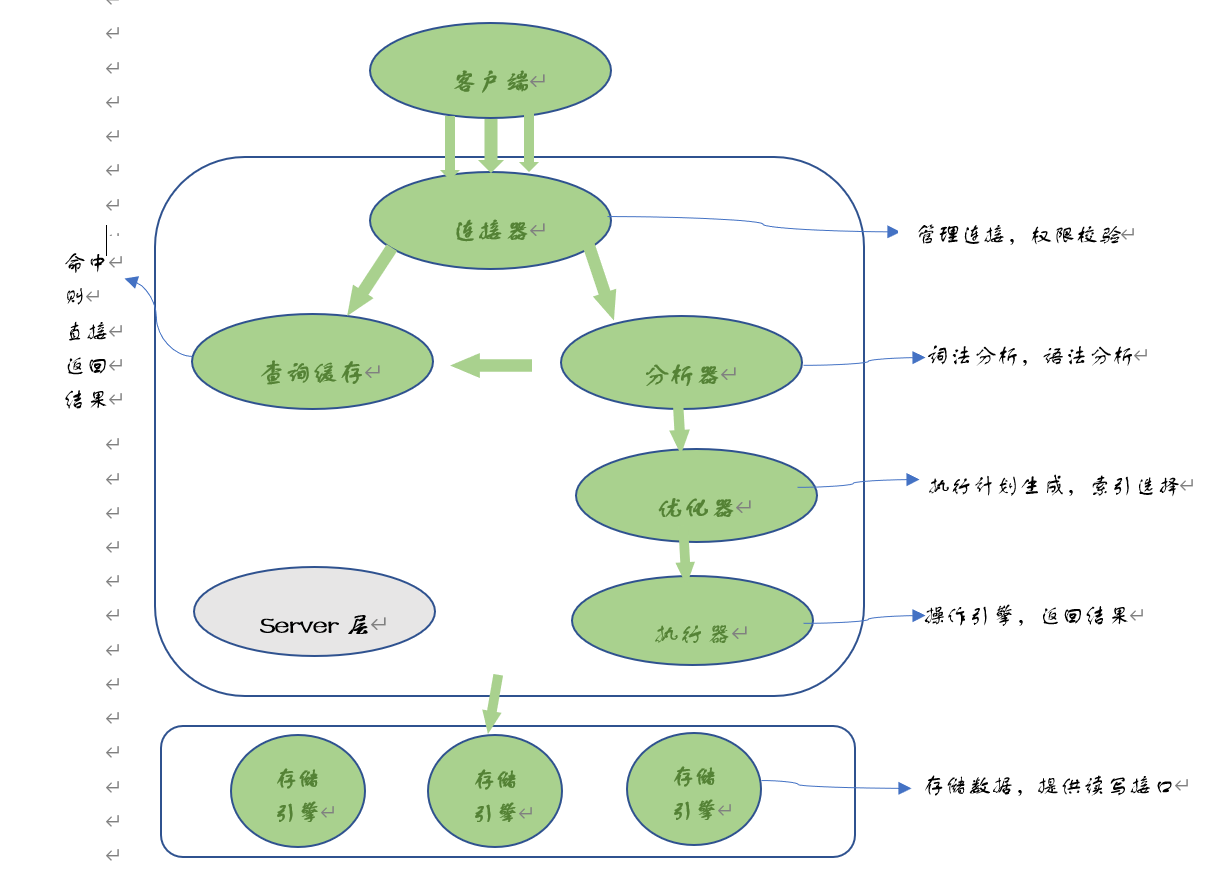 客户端
连接器
管理连接，权限校验
命中
则
直接
返回
结果
查询缓存
分析器
词法分析，语法分析
优化器
执行计划生成，索引选择
Server 层
执行器
操作引擎，返回结果
存储
引擎
存储
引擎
存储
引擎
存储数据，提供读写接口